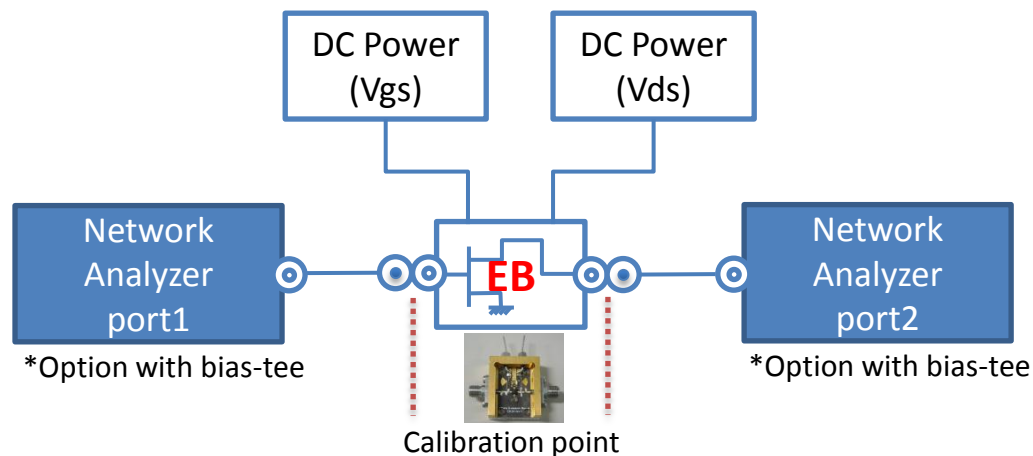 DC Power
(Vgs)
DC Power
(Vds)
Network
Analyzer
port1
EB
Network
Analyzer
port2
*Option with bias-tee
*Option with bias-tee
Calibration point